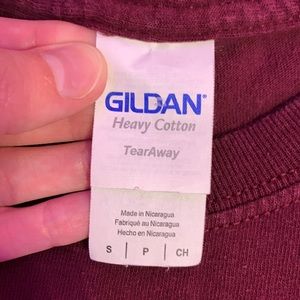 GILDAN®
Heavy Cotton
TearAway
Made in Nicaragua
Fabriqué au Nicaragua
Hecho en Nicaragua
S | P | CH